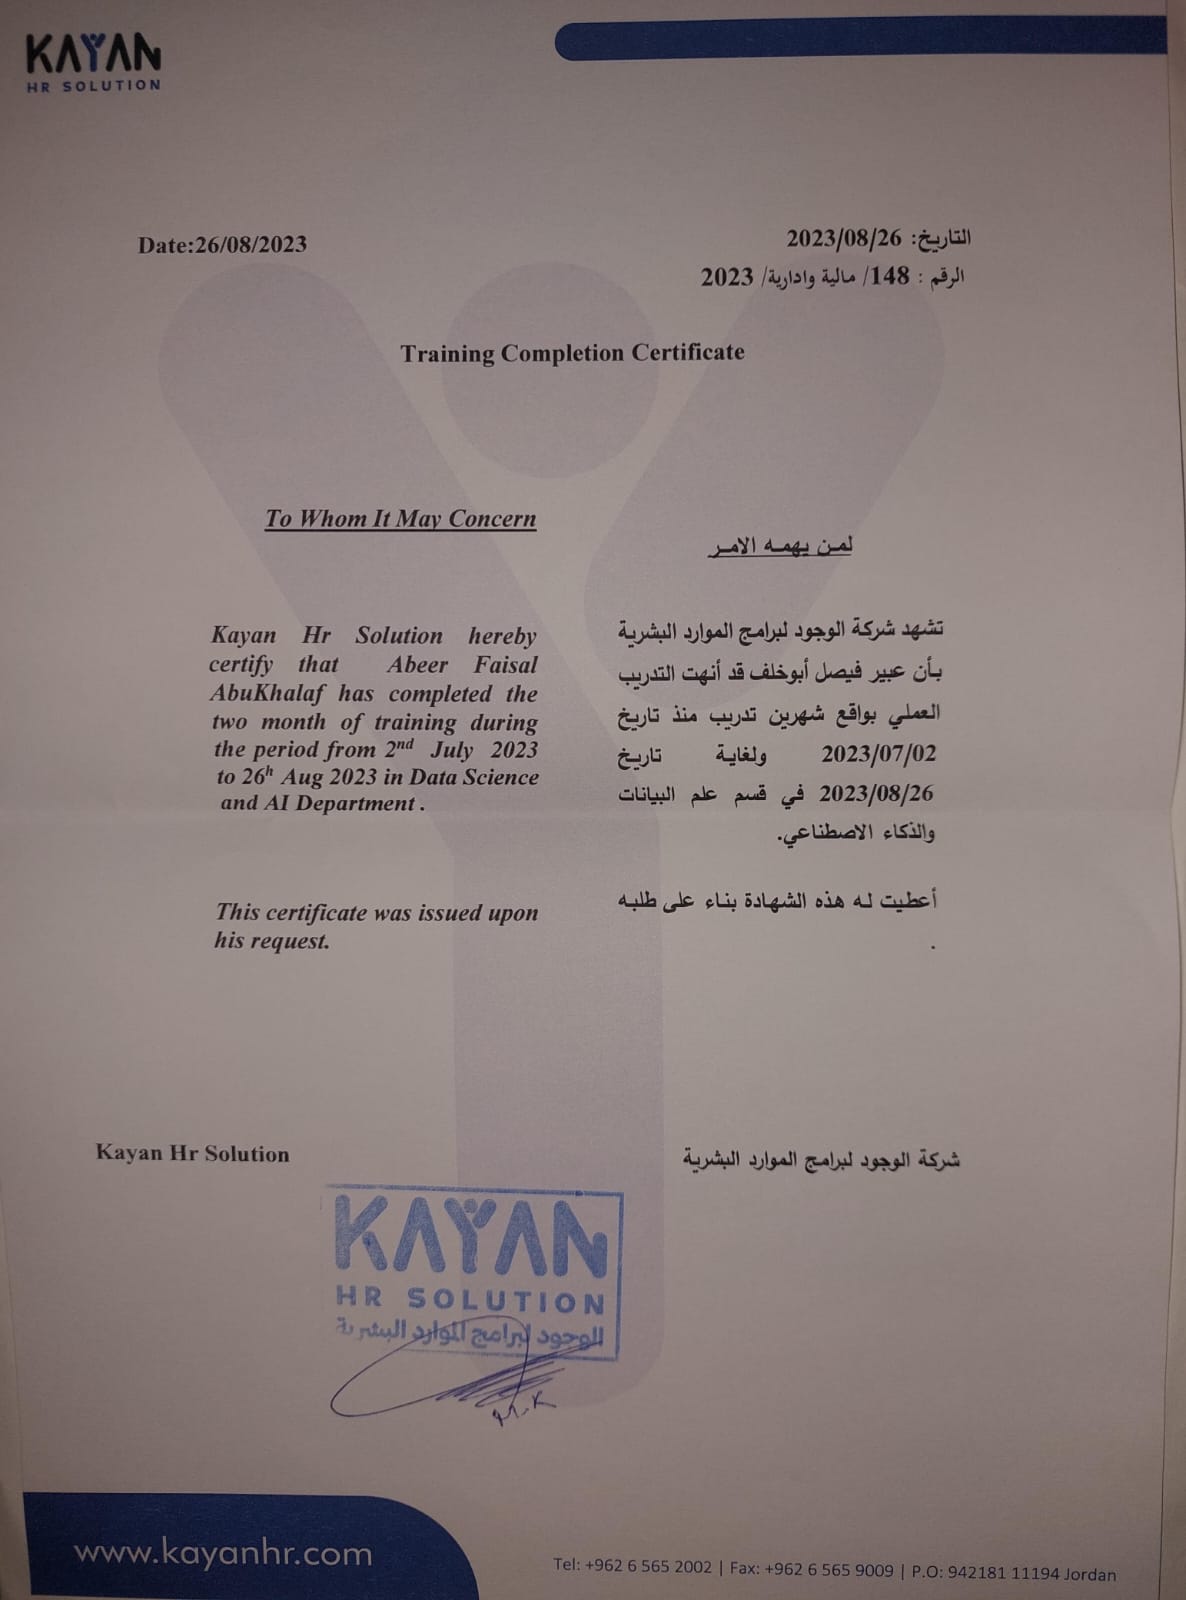 KAYAN
HR SOLUTION
Date:26/08/2023
التاريخ: 2023/08/26
الرقم : 148/ مالية وادارية/ 2023
Training Completion Certificate
To Whom It May Concern
Kayan Hr Solution hereby
certify that Abeer Faisal
AbuKhalaf has completed the
two month of training during
the period from 2nd July 2023
to 26h Aug 2023 in Data Science
and AI Department .
This certificate was issued upon
his request.
لمن يهمه الامر
تشهد شركة الوجود لبرامج الموارد البشرية
بأن عبير فيصل أبوخلف قد أنهت التدريب
العملي بواقع شهرين تدريب منذ تاريخ
2023/07/02 ولغاية تاريخ
2023/08/26 في قسم علم البيانات
والذكاء الاصطناعي.
أعطيت له هذه الشهادة بناء على طلبه
.
Kayan Hr Solution
شركة الوجود لبرامج الموارد البشرية
KAYAN
HR SOLUTION
الوجود لبرامج الموارد البشرية
M.K
www.kayanhr.com
Tel: +962 6 565 2002 | Fax: +962 6 565 9009 | P.O: 942181 11194 Jordan